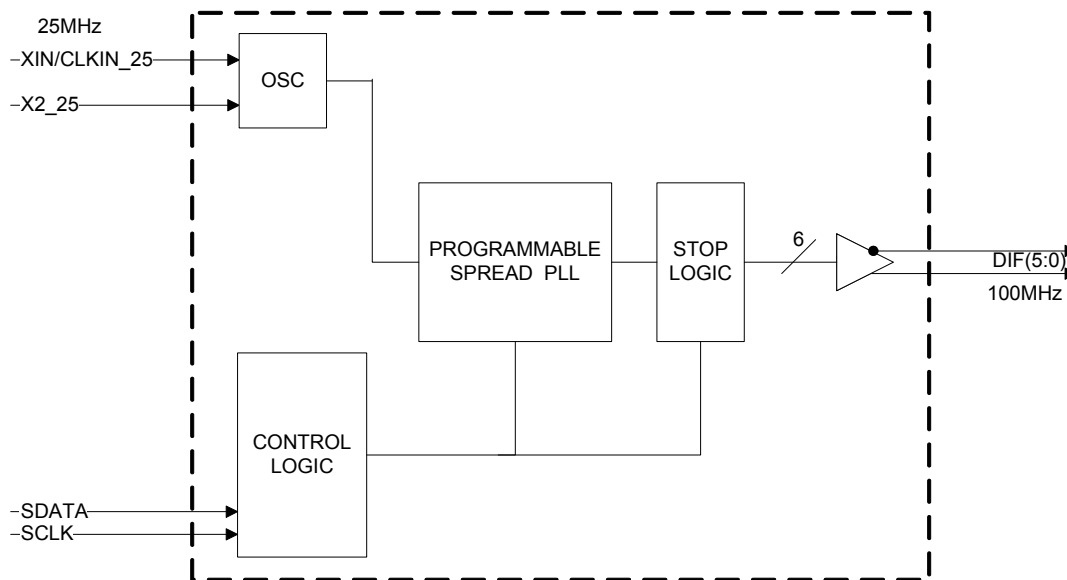 25MHz
XIN/CLKIN_25
X2_25
OSC
PROGRAMMABLE
SPREAD PLL
STOP
LOGIC
6
DIF(5:0)
100MHz
CONTROL
LOGIC
SDATA
SCLK